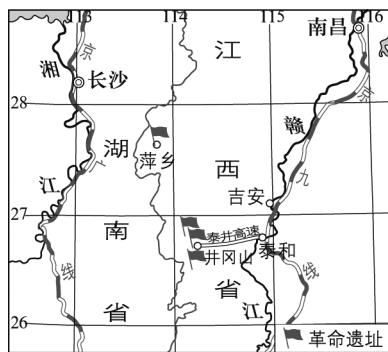 113 114 115 116
南昌
京
江
湘
长沙
京
28
赣
湖
萍乡
广
西
九
江
吉安
27
泰井高速
南
泰和
井冈山
线
线
省
省
江
26
革命遗址